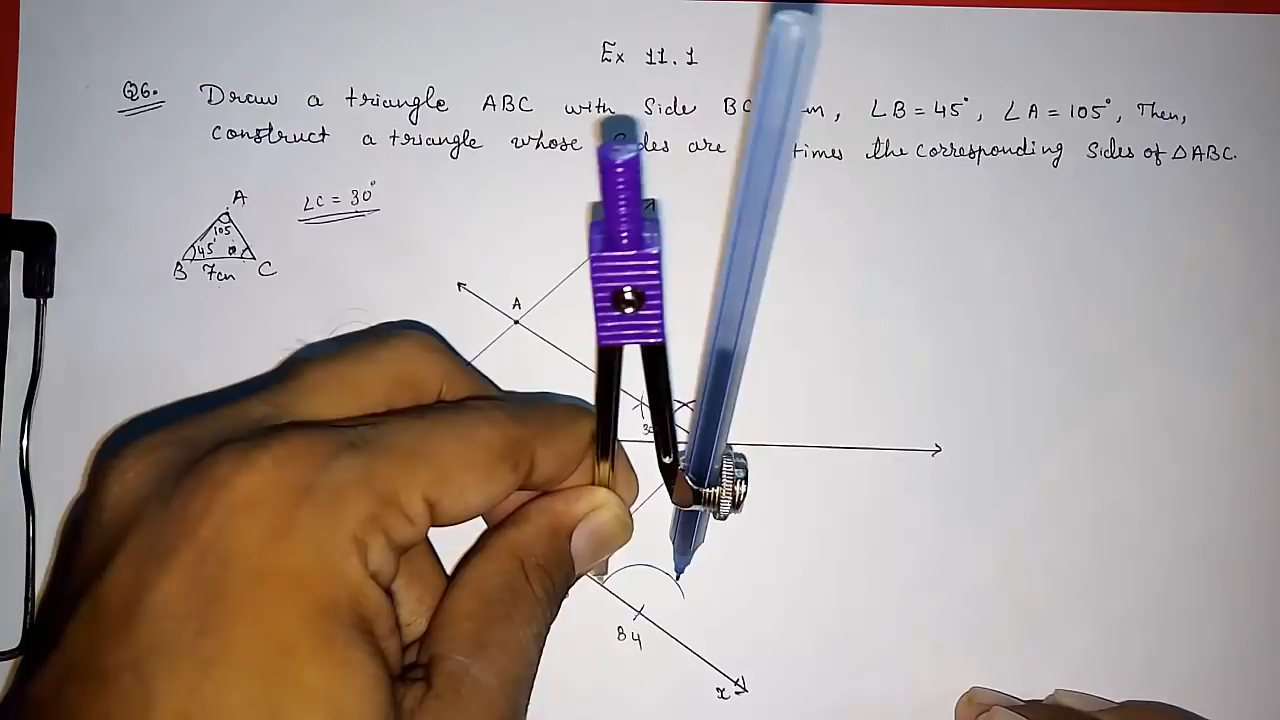 Ex 11.1
Q6. Draw a triangle ABC with Side BC m, ∠B = 45°, ∠A = 105°, Then,
Construct a triangle whose are times the corresponding Sides of ΔABC.
A
∠C = 30°
105°
45°
B 7cm C
A
B4
x